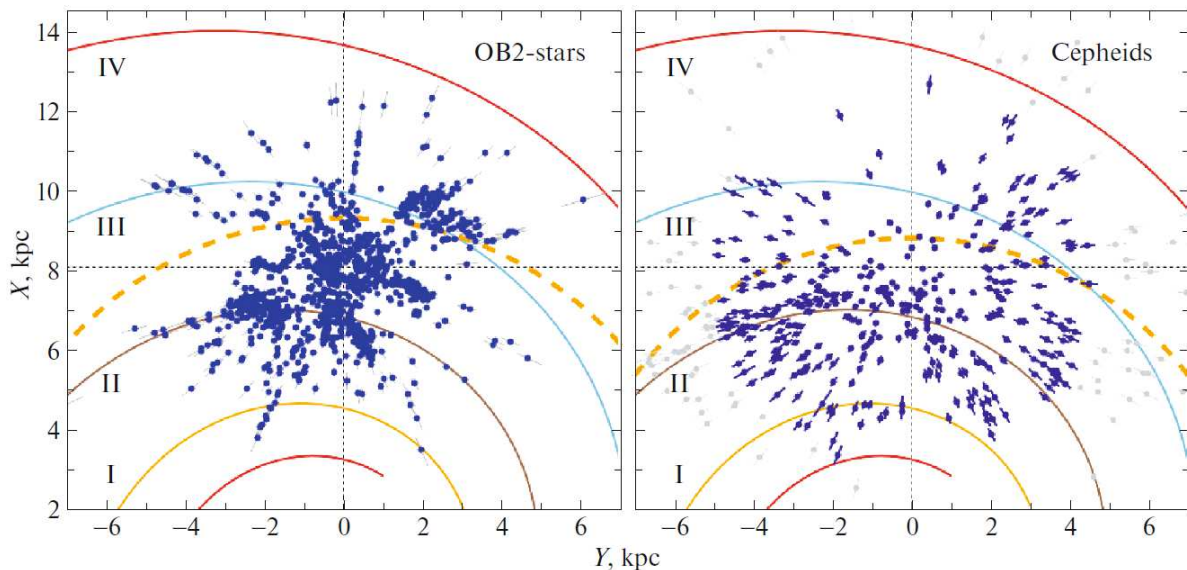 OB2-stars
Cepheids
IV
IV
III
III
II
II
I
I
14
12
10
8
6
4
2
−6 −4 −2 0 2 4 6
−6 −4 −2 0 2 4 6
X, kpc
Y, kpc